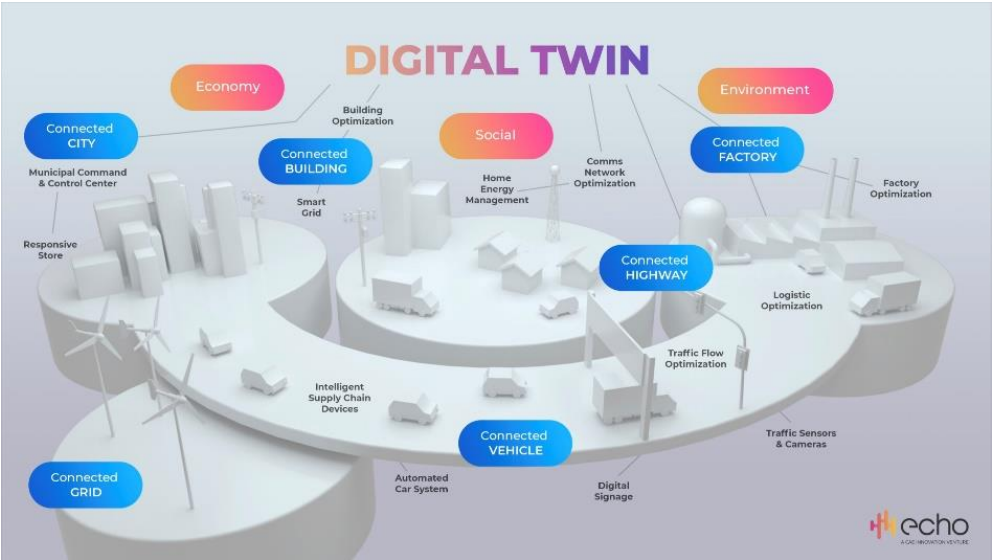 DIGITAL TWIN
Economy
Environment
Connected
CITY
Building
Optimization
Social
Connected
BUILDING
Connected
FACTORY
Municipal Command
& Control Center
Home
Energy
Management
Comms
Network
Optimization
Factory
Optimization
Smart
Grid
Responsive
Store
Connected
HIGHWAY
Logistic
Optimization
Traffic Flow
Optimization
Intelligent
Supply Chain
Devices
Connected
VEHICLE
Traffic Sensors
& Cameras
Connected
GRID
Automated
Car System
Digital
Signage
echo